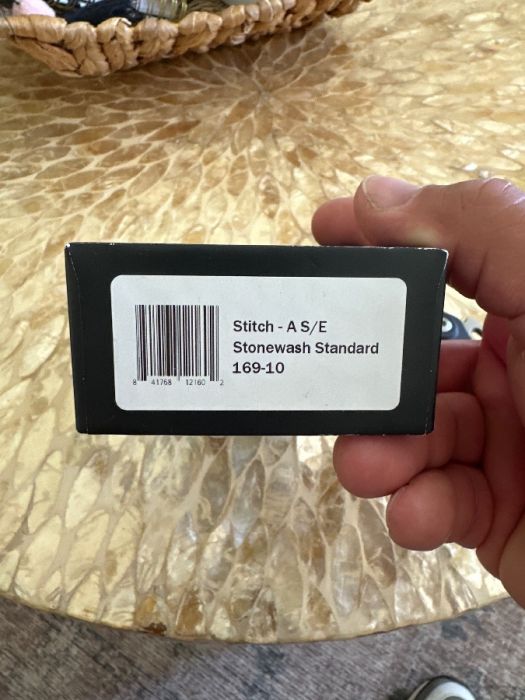 Stitch - A S/E
Stonewash Standard
169-10
8 41768 12160 2